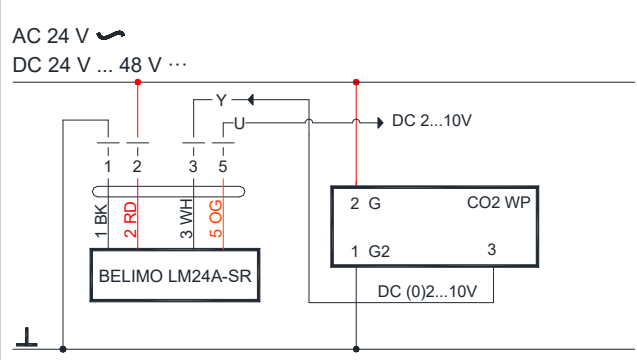 AC 24 V
DC 24 V ... 48 V ···
Y
U
DC 2...10V
1 2 3 5
1 BK
2 RD
3 WH
5 OG
BELIMO LM24A-SR
2 G CO2 WP
1 G2 3
DC (0)2...10V